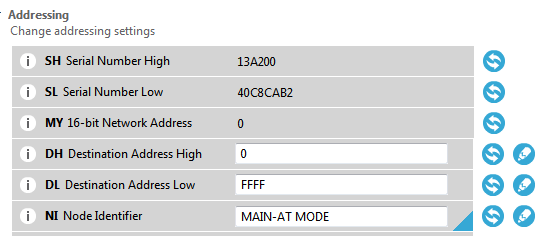 Addressing
Change addressing settings
i SH Serial Number High 13A200
i SL Serial Number Low 40C8CAB2
i MY 16-bit Network Address 0
i DH Destination Address High 0
i DL Destination Address Low FFFF
i NI Node Identifier MAIN-AT MODE